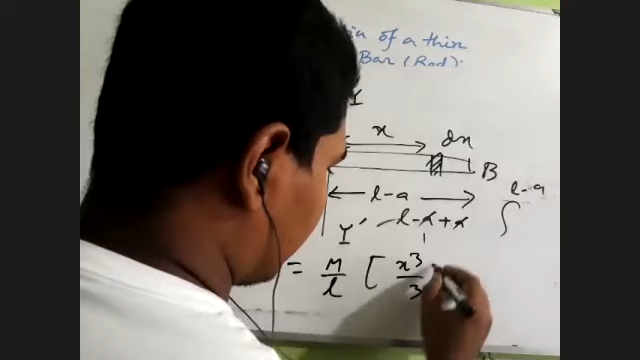 of a thin
Bar (Rod).
Y
x dx
B
l-a l-a
Y' l-a+a ∫
= M/l [ x³/3